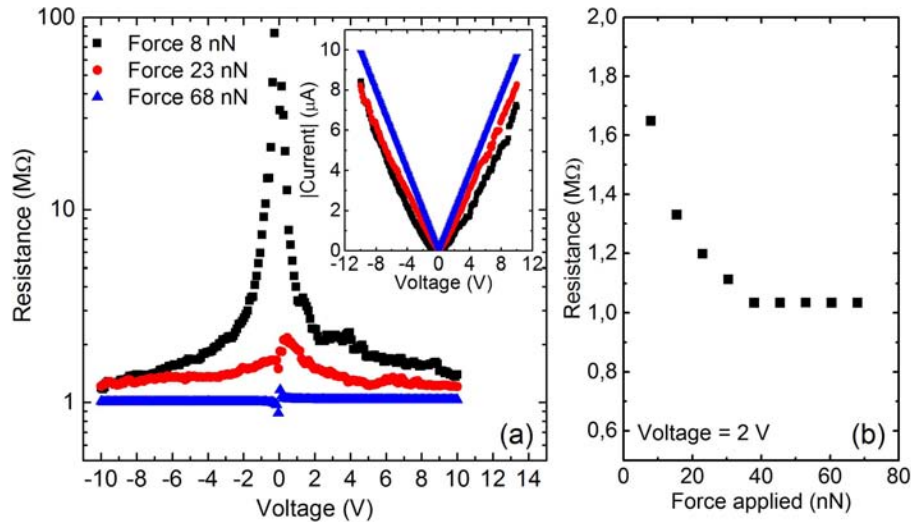 100
10
1
Resistance (MΩ)
Force 8 nN
Force 23 nN
Force 68 nN
10
8
6
4
2
0
|Current| (μA)
-12 -8 -4 0 4 8 12
Voltage (V)
(a)
-10 -8 -6 -4 -2 0 2 4 6 8 10 12 14
Voltage (V)
2,0
1,8
1,6
1,4
1,2
1,0
0,8
0,6
Resistance (MΩ)
Voltage = 2 V
(b)
0 20 40 60 80
Force applied (nN)